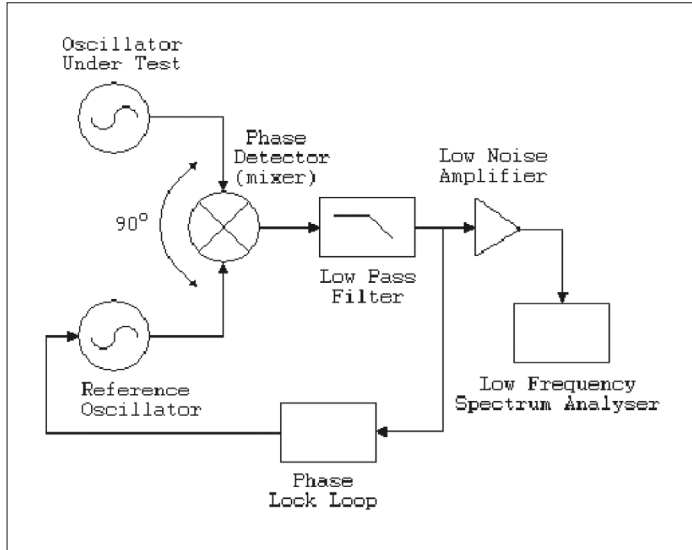 Oscillator
Under Test
Phase
Detector
(mixer)
Low Noise
Amplifier
90°
Low Pass
Filter
Reference
Oscillator
Low Frequency
Spectrum Analyser
Phase
Lock Loop